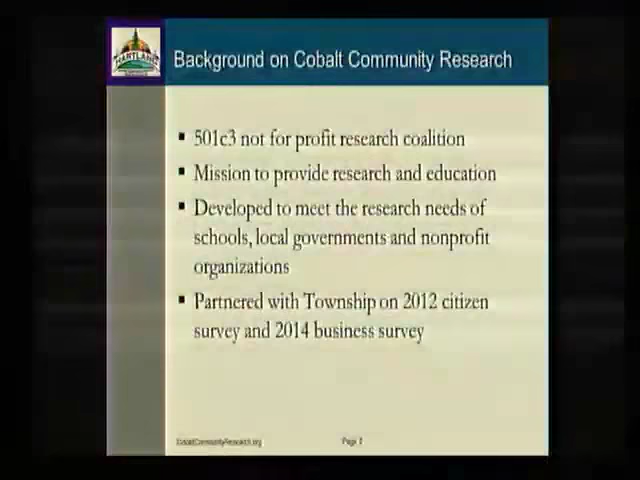 HARTLAND
Background on Cobalt Community Research
▪ 501c3 not for profit research coalition
▪ Mission to provide research and education
▪ Developed to meet the research needs of
schools, local governments and nonprofit
organizations
▪ Partnered with Township on 2012 citizen
survey and 2014 business survey
CobaltCommunityResearch.org
Page